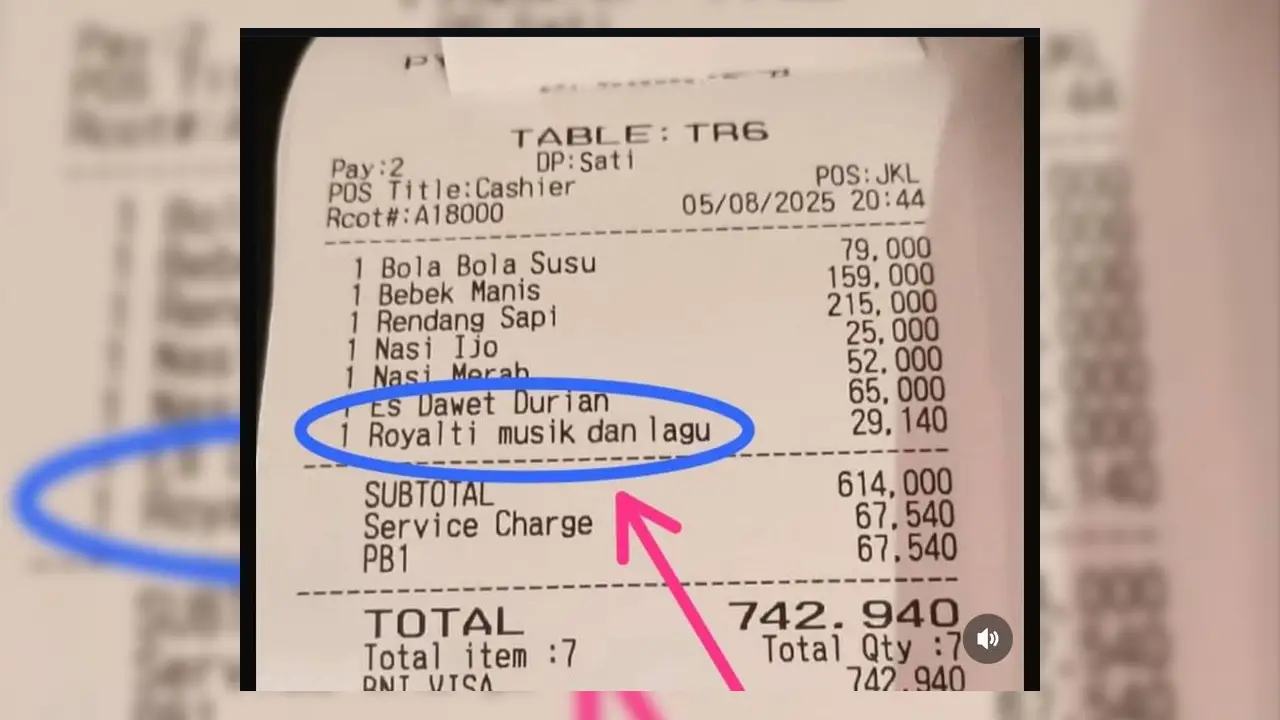 TABLE: TR6
Pay:2 DP:Sati
POS Title:Cashier POS:JKL
Rcot#:A18000 05/08/2025 20:44
1 Bola Bola Susu 79,000
1 Bebek Manis 159,000
1 Rendang Sapi 215,000
1 Nasi Ijo 25,000
1 Nasi Merah 52,000
1 Es Dawet Durian 65,000
1 Royalti musik dan lagu 29,140
SUBTOTAL 614,000
Service Charge 67,540
PB1 67,540
TOTAL 742.940
Total item :7 Total Qty :7
BNI VISA 742,940